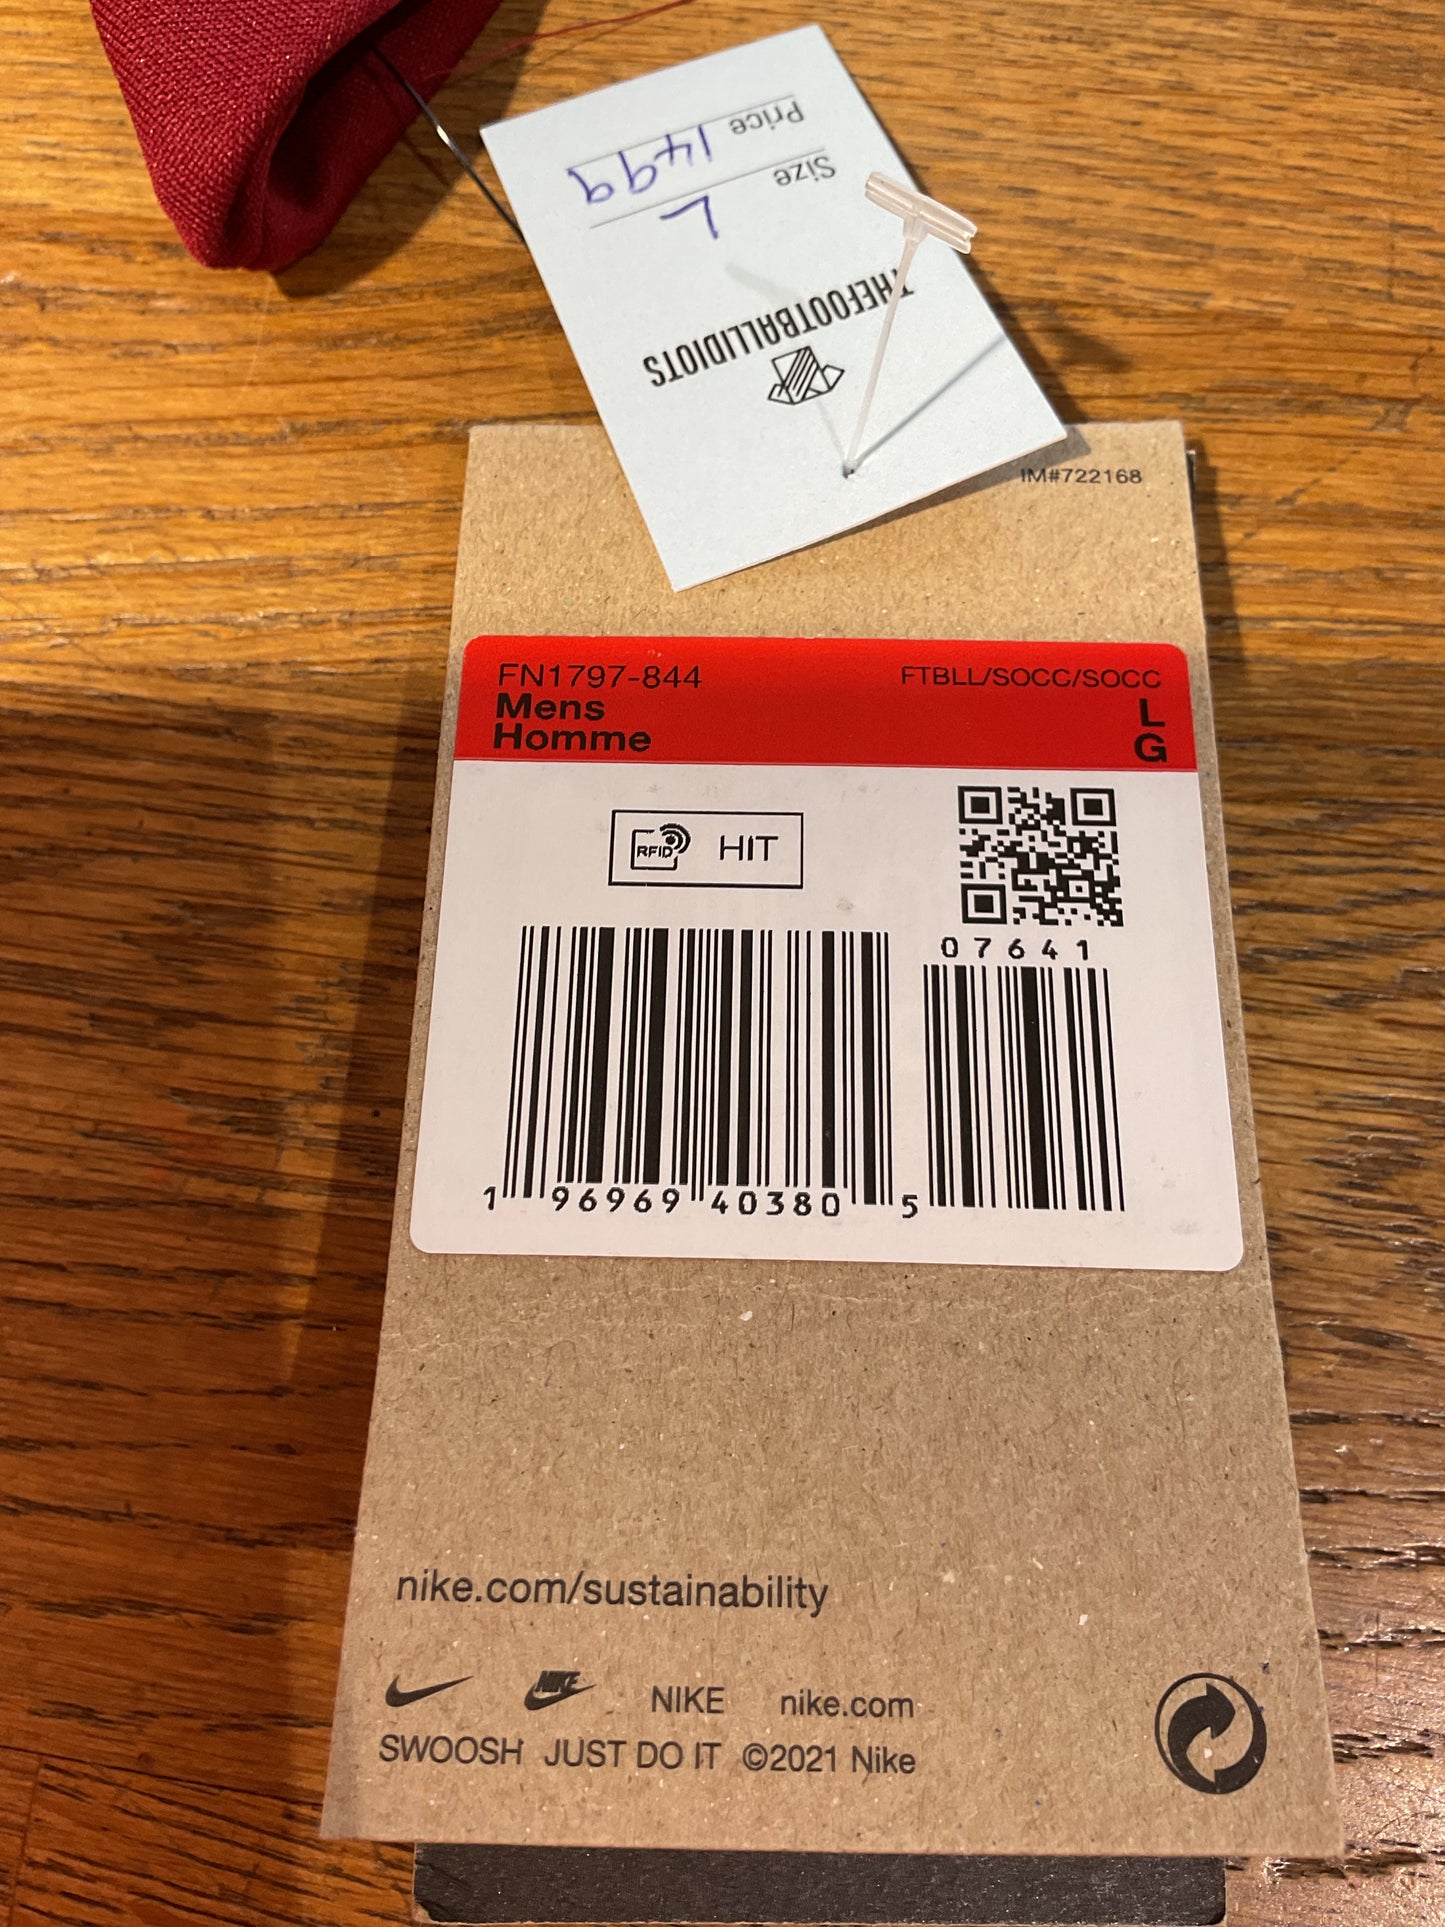 Price 1499
Size L
THEFOOTBALLIDIOTS
IM#722168
FN1797-844 FTBLL/SOCC/SOCC
Mens L
Homme G
RFID HIT
07641
1 96969 40380 5
nike.com/sustainability
NIKE NIKE nike.com
SWOOSH JUST DO IT ©2021 Nike